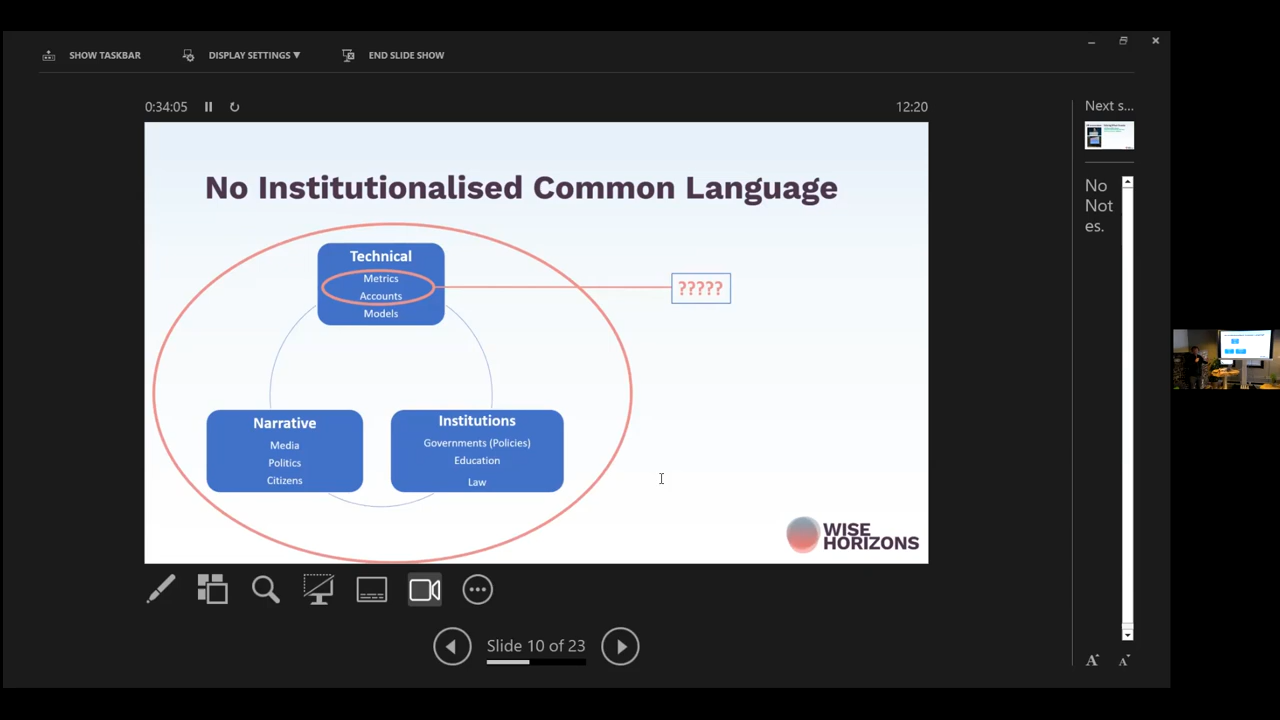 SHOW TASKBAR
DISPLAY SETTINGS ▼
END SLIDE SHOW
0:34:05
12:20
Next s...
No Institutionalised Common Language
Technical
Metrics
Accounts
Models
?????
Narrative
Media
Politics
Citizens
Institutions
Governments (Policies)
Education
Law
WISE
HORIZONS
No
Not
es.
Slide 10 of 23
A
A